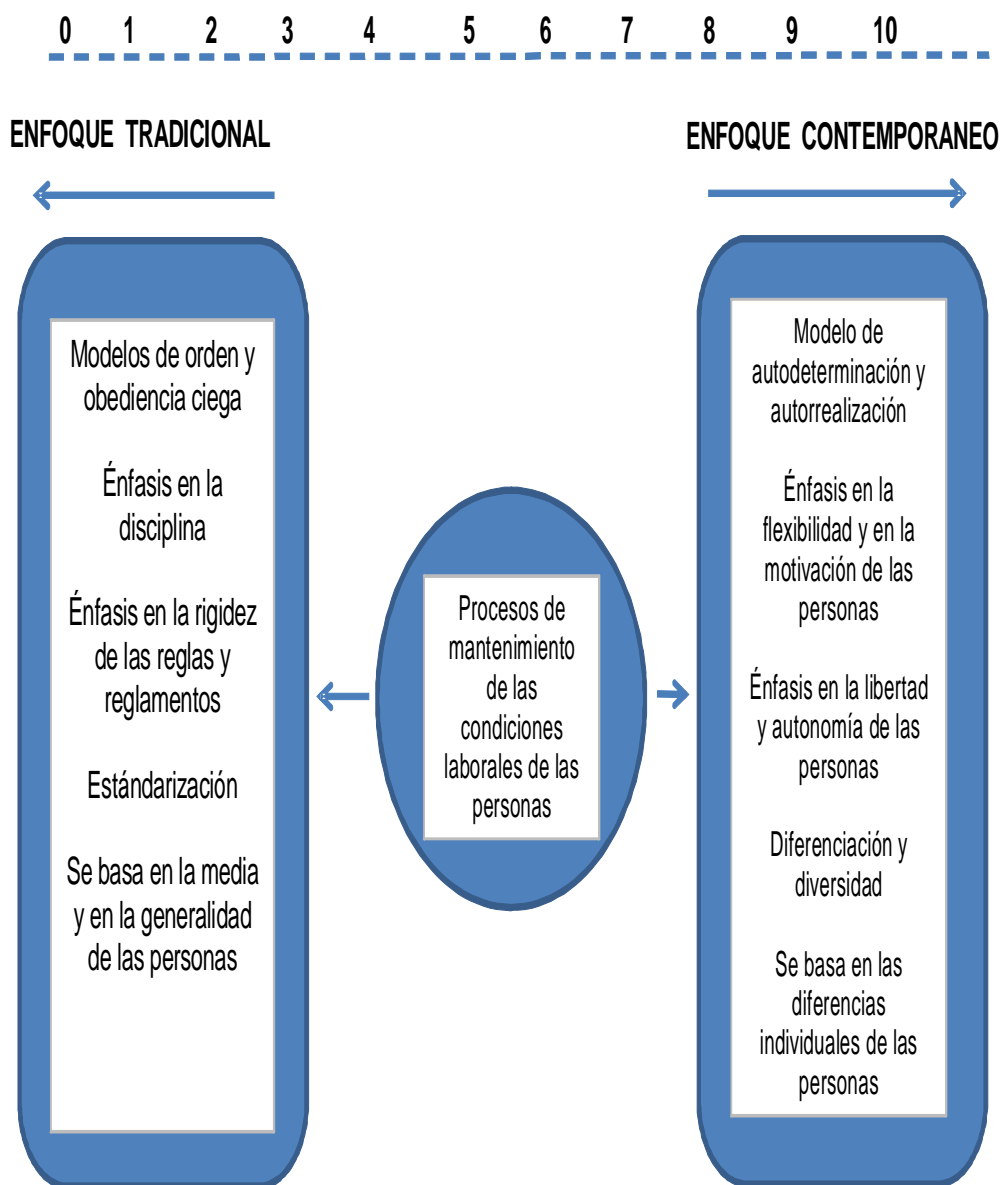 0 1 2 3 4 5 6 7 8 9 10
ENFOQUE TRADICIONAL
ENFOQUE CONTEMPORANEO
Modelos de orden y
obediencia ciega
Énfasis en la
disciplina
Énfasis en la rigidez
de las reglas y
reglamentos
Estándarización
Se basa en la media
y en la generalidad
de las personas
Procesos de
mantenimiento
de las
condiciones
laborales de las
personas
Modelo de
autodeterminación y
autorrealización
Énfasis en la
flexibilidad y en la
motivación de las
personas
Énfasis en la libertad
y autonomía de las
personas
Diferenciación y
diversidad
Se basa en las
diferencias
individuales de las
personas